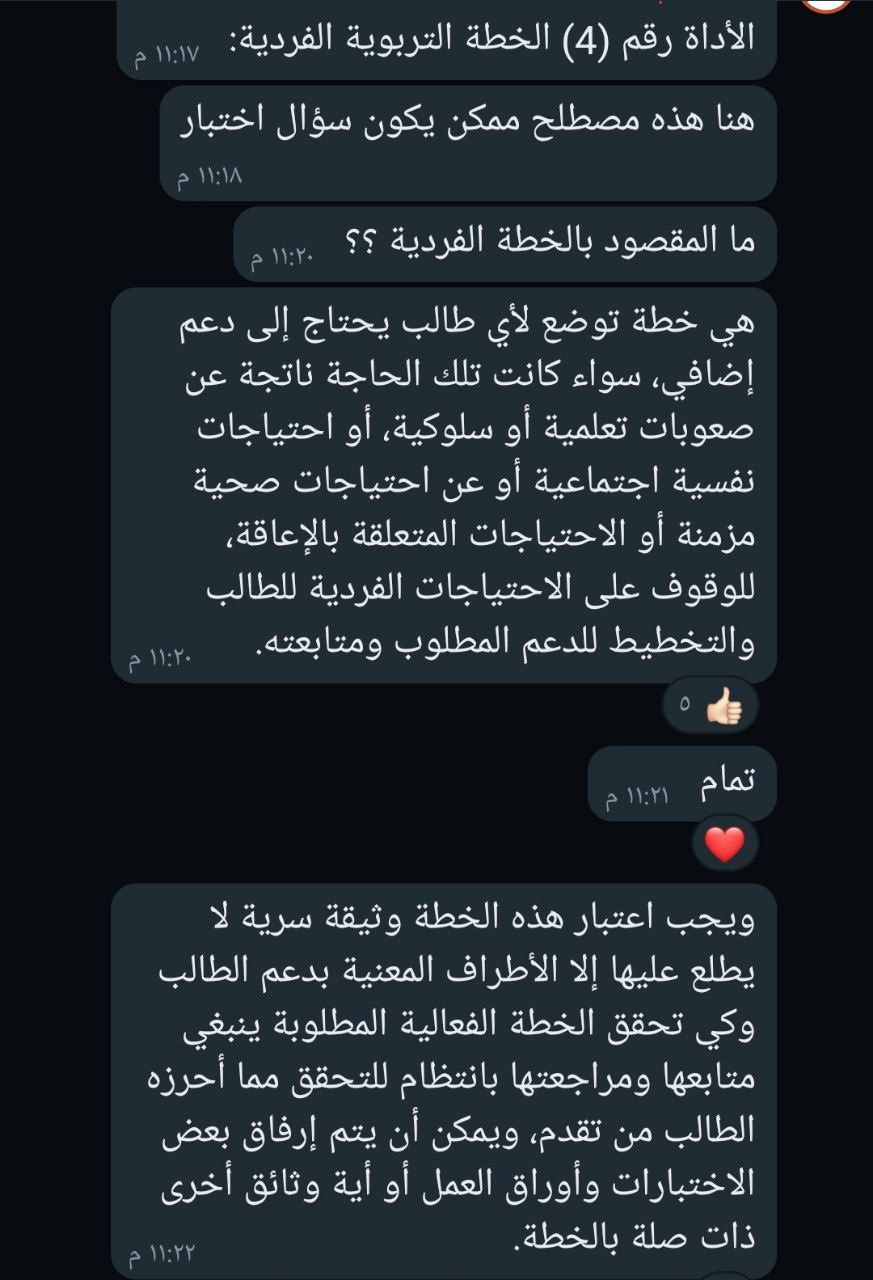 الأداة رقم (4) الخطة التربوية الفردية:
١١:١٧ م
هنا هذه مصطلح ممكن يكون سؤال اختبار
١١:١٨ م
ما المقصود بالخطة الفردية ؟؟
١١:٢٠ م
هي خطة توضع لأي طالب يحتاج إلى دعم
إضافي، سواء كانت تلك الحاجة ناتجة عن
صعوبات تعلمية أو سلوكية، أو احتياجات
نفسية اجتماعية أو عن احتياجات صحية
مزمنة أو الاحتياجات المتعلقة بالإعاقة،
للوقوف على الاحتياجات الفردية للطالب
والتخطيط للدعم المطلوب ومتابعته.
١١:٢٠ م
٥
تمام
١١:٢١ م
ويجب اعتبار هذه الخطة وثيقة سرية لا
يطلع عليها إلا الأطراف المعنية بدعم الطالب
وكي تحقق الخطة الفعالية المطلوبة ينبغي
متابعها ومراجعتها بانتظام للتحقق مما أحرزه
الطالب من تقدم، ويمكن أن يتم إرفاق بعض
الاختبارات وأوراق العمل أو أية وثائق أخرى
ذات صلة بالخطة.
١١:٢٢ م